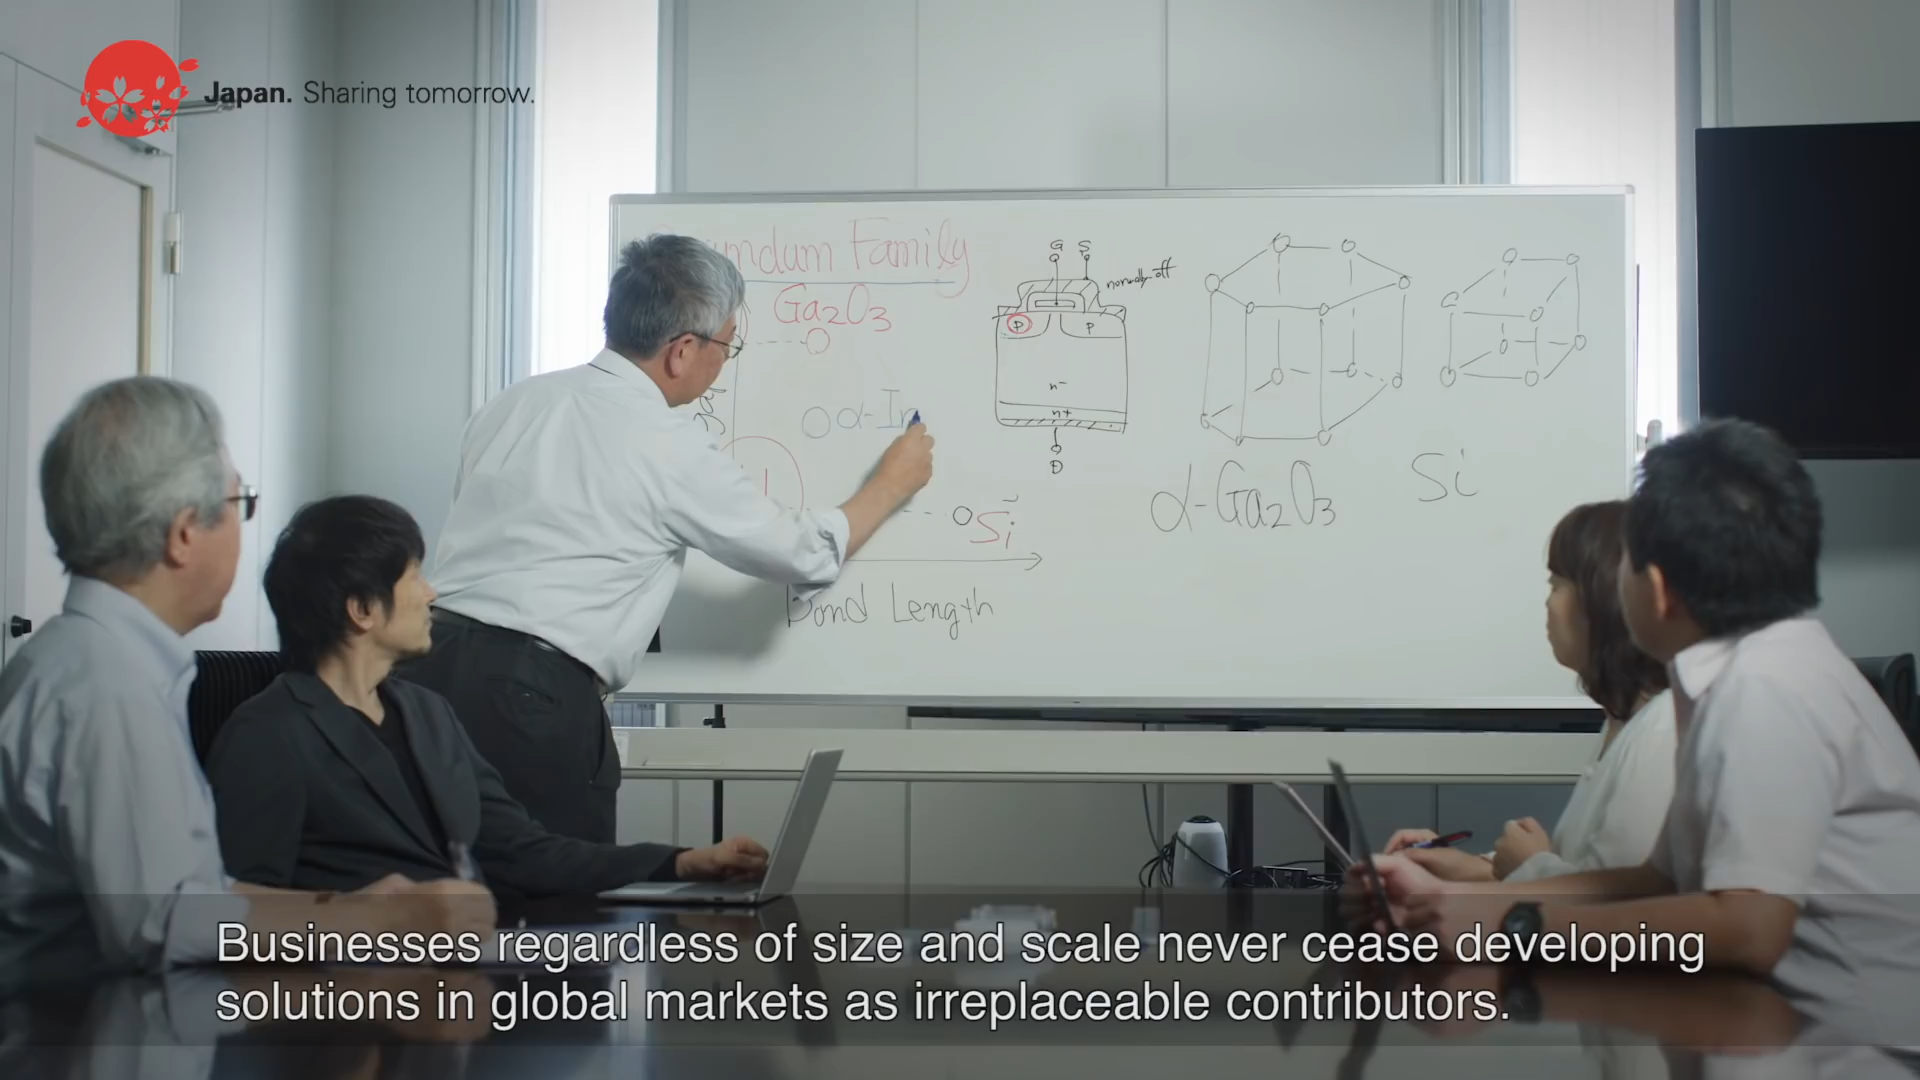 Japan. Sharing tomorrow.
Family
Ga2O3
α-In
Si
Bond Length
G S
normally-off
P P
n-
n+
D
α-Ga2O3
Si
Businesses regardless of size and scale never cease developing
solutions in global markets as irreplaceable contributors.